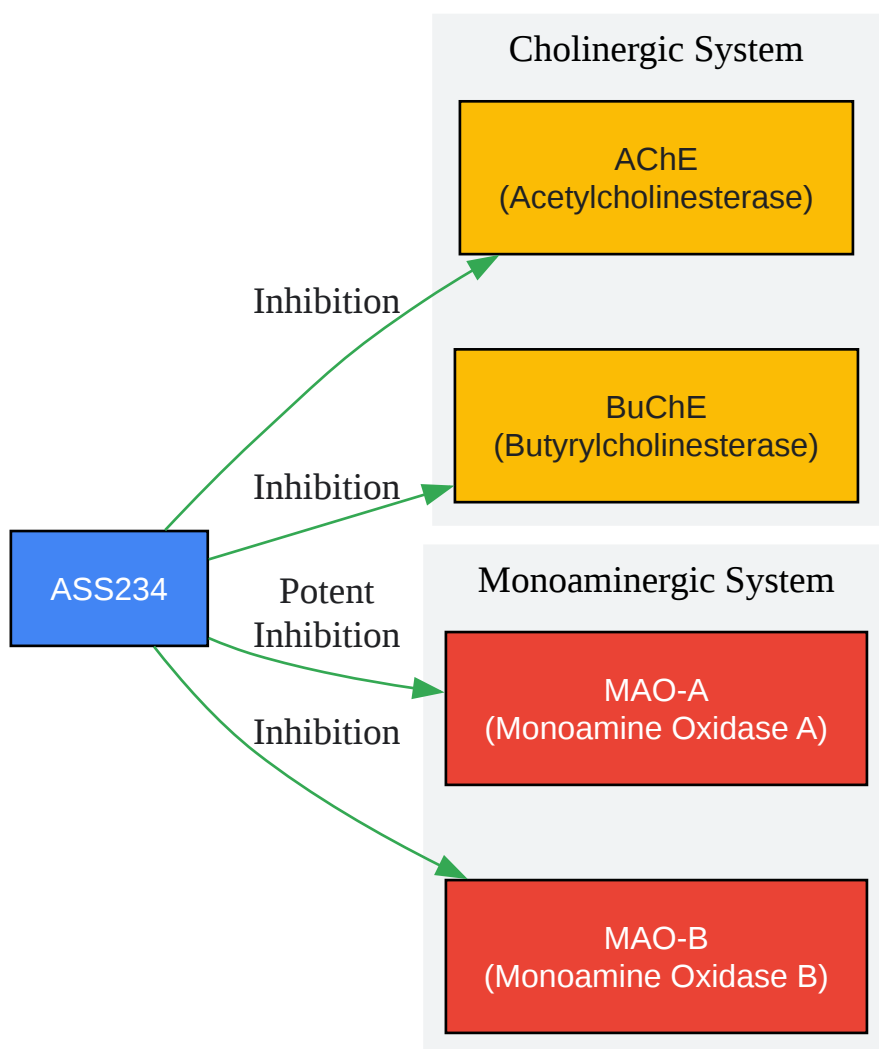 Cholinergic System
AChE
(Acetylcholinesterase)
Inhibition
BuChE
(Butyrylcholinesterase)
Inhibition
ASS234
Potent
Inhibition
Monoaminergic System
MAO-A
(Monoamine Oxidase A)
Inhibition
MAO-B
(Monoamine Oxidase B)